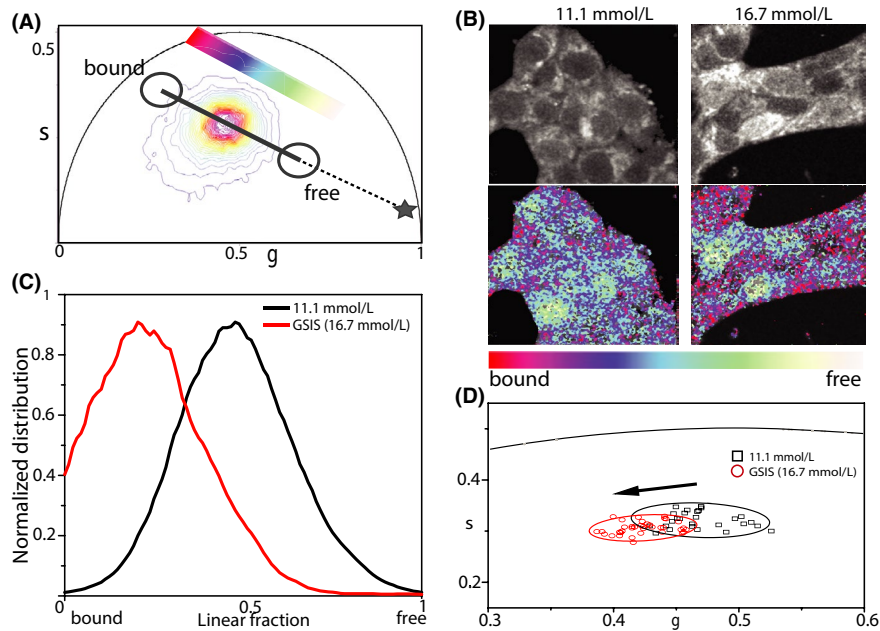 (A)
0.5
bound
s
free
0
0.5
1
g
(B)
11.1 mmol/L
16.7 mmol/L
bound
free
(C)
1
0.8
0.6
0.4
0.2
Normalized distribution
11.1 mmol/L
GSIS (16.7 mmol/L)
0
0.5
1
bound
Linear fraction
free
(D)
0.4
s
0.2
11.1 mmol/L
GSIS (16.7 mmol/L)
0.3
0.4
g
0.5
0.6